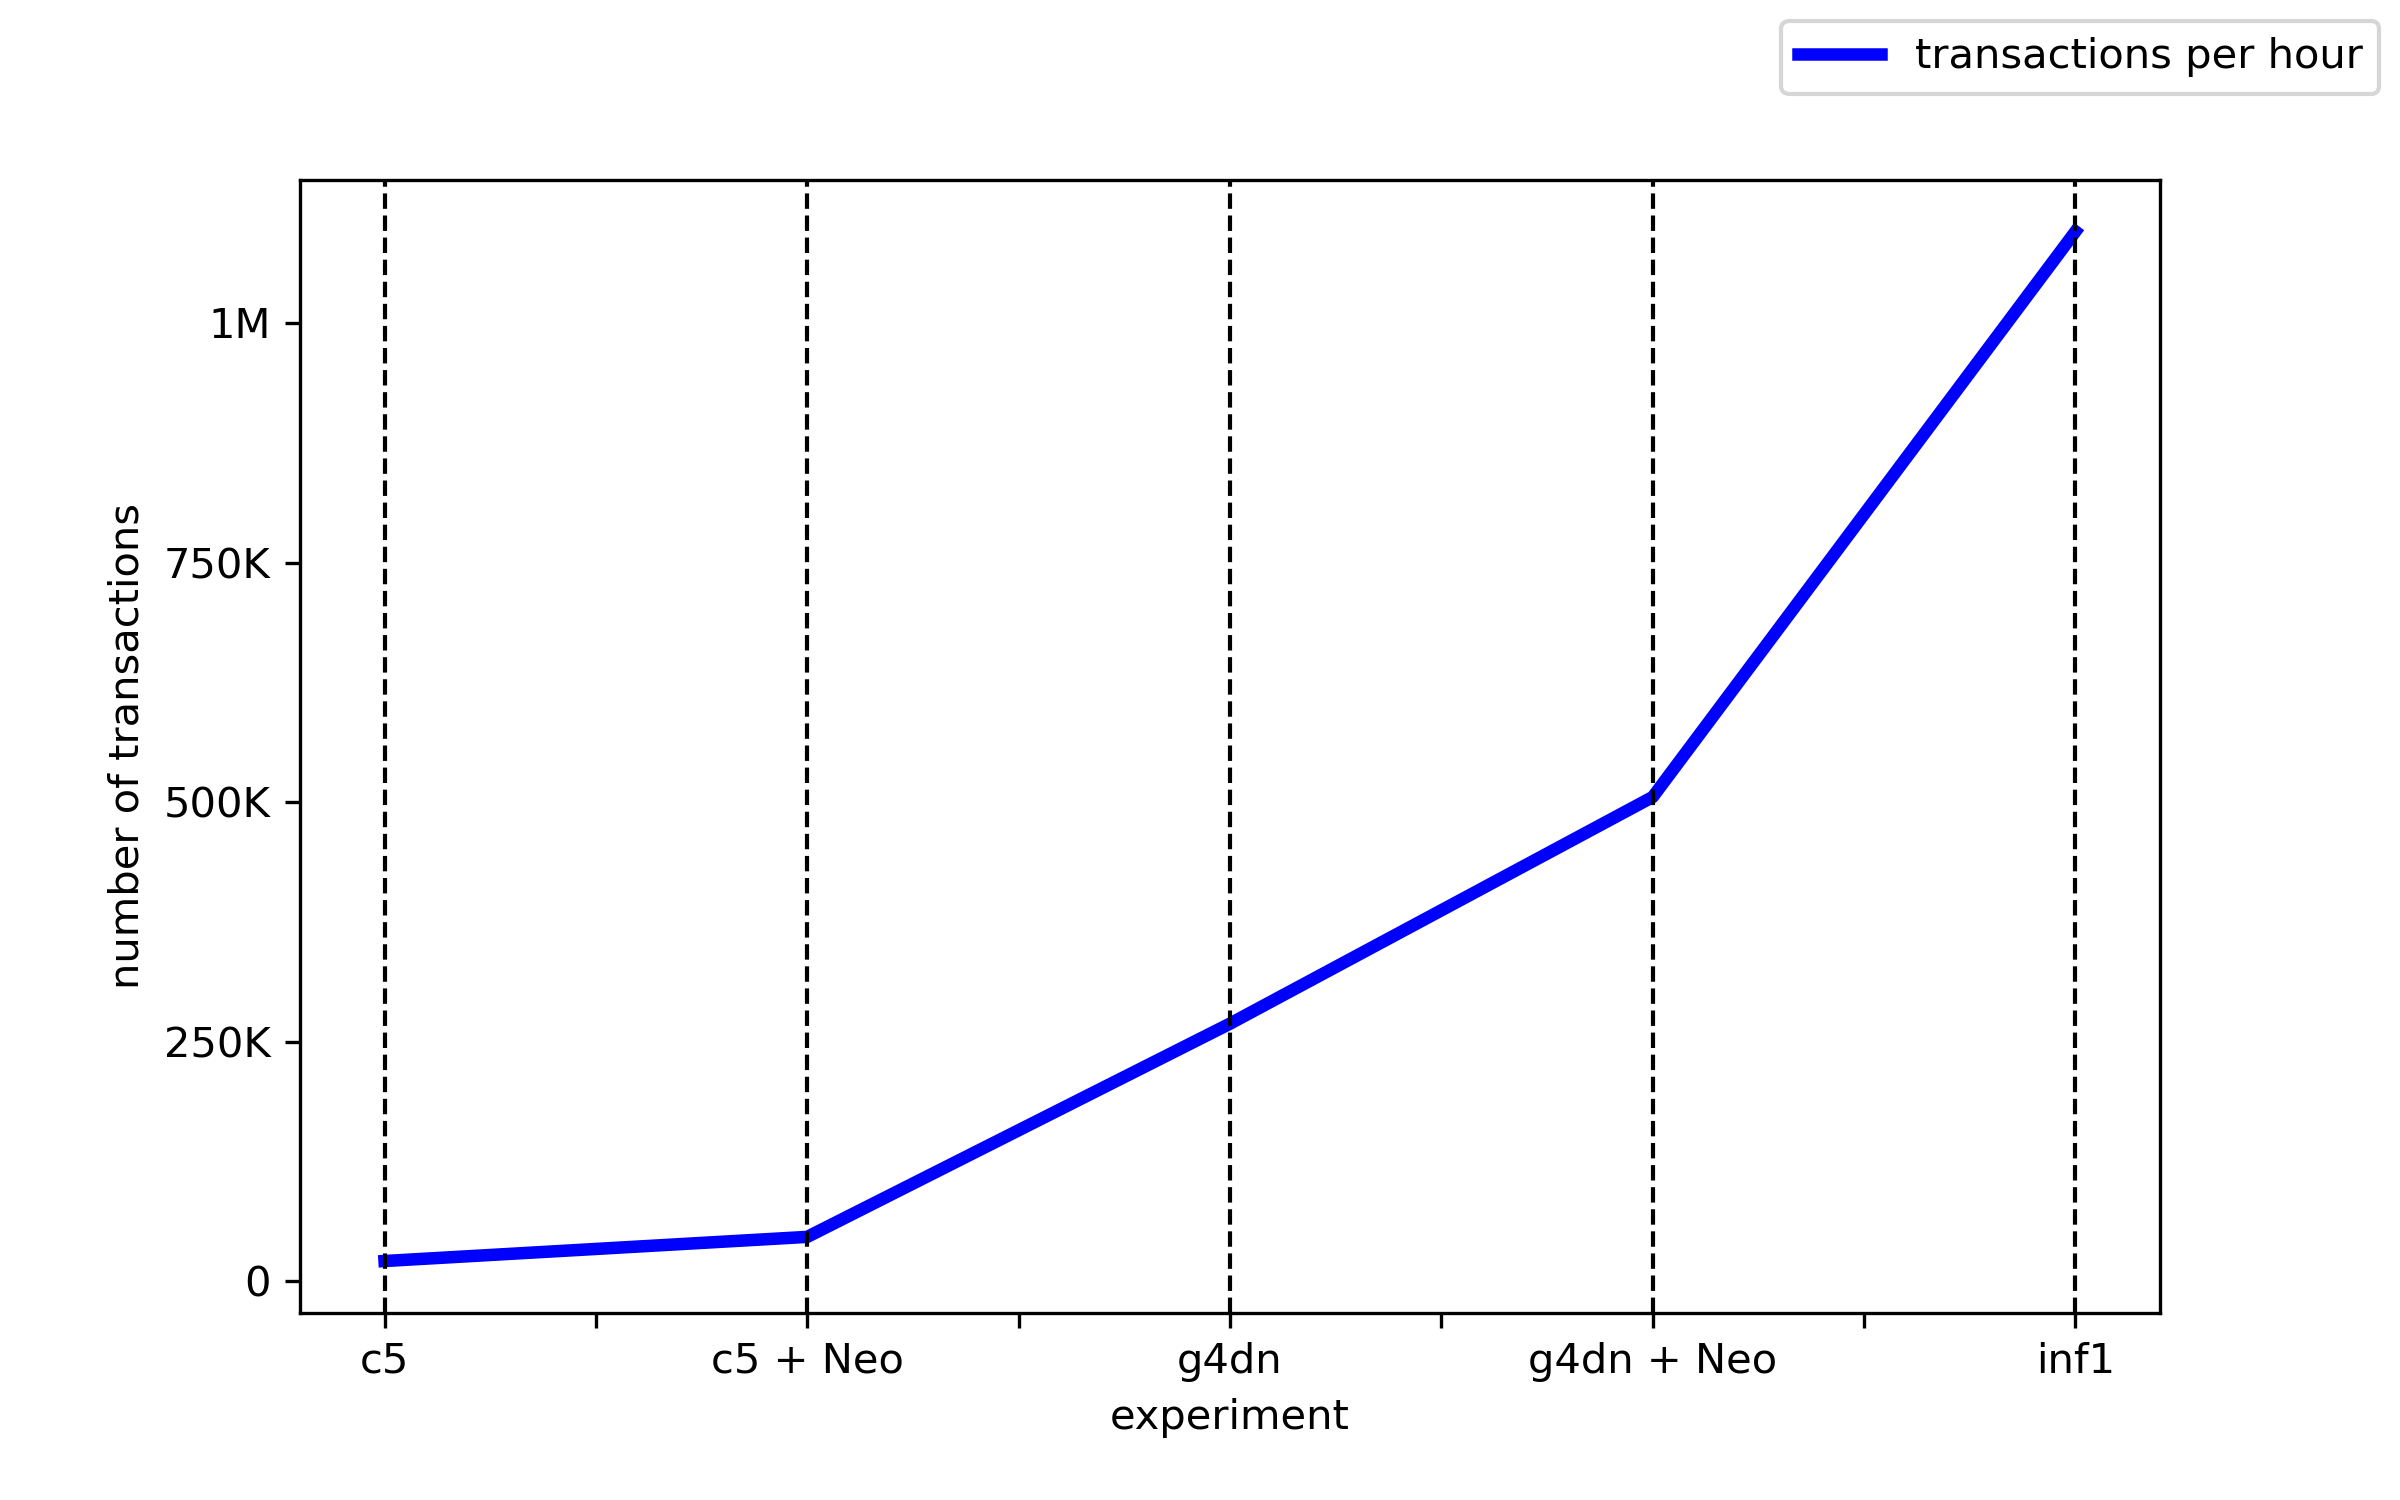 transactions per hour
1M
750K
500K
250K
0
number of transactions
c5
c5 + Neo
g4dn
g4dn + Neo
inf1
experiment